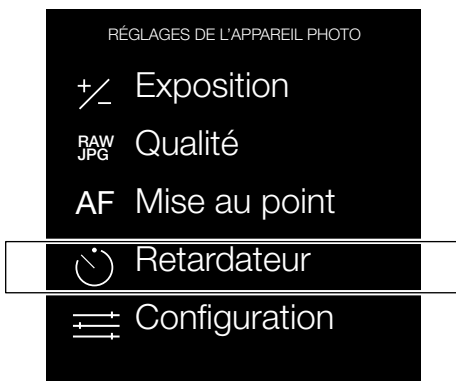 RÉGLAGES DE L'APPAREIL PHOTO
+/- Exposition
RAW JPG Qualité
AF Mise au point
Retardateur
Configuration